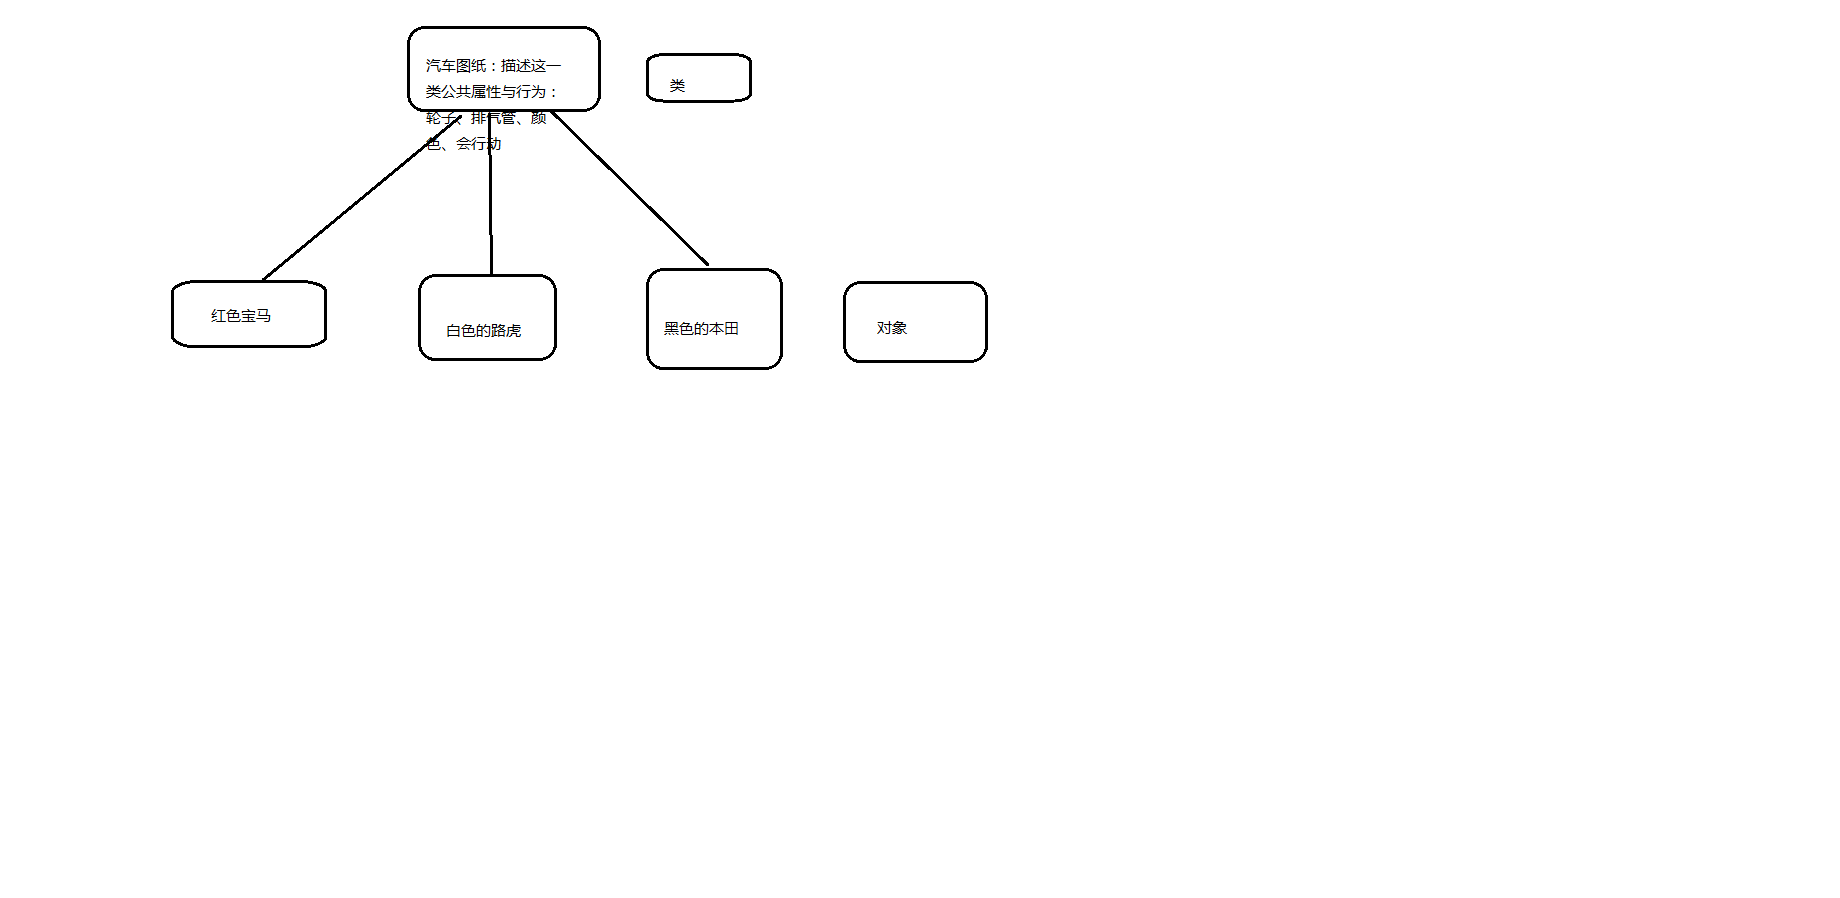 汽车图纸：描述这一
类公共属性与行为：
轮子、排气管、颜
色、会行动
类
红色宝马
白色的路虎
黑色的本田
对象